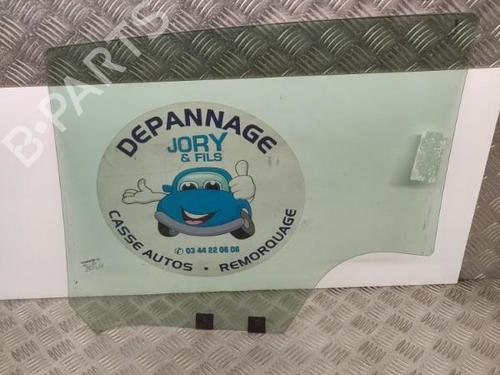 B-PARTS
DEPANNAGE
JORY
& FILS
03 44 22 06 06
CASSE AUTOS • REMORQUAGE